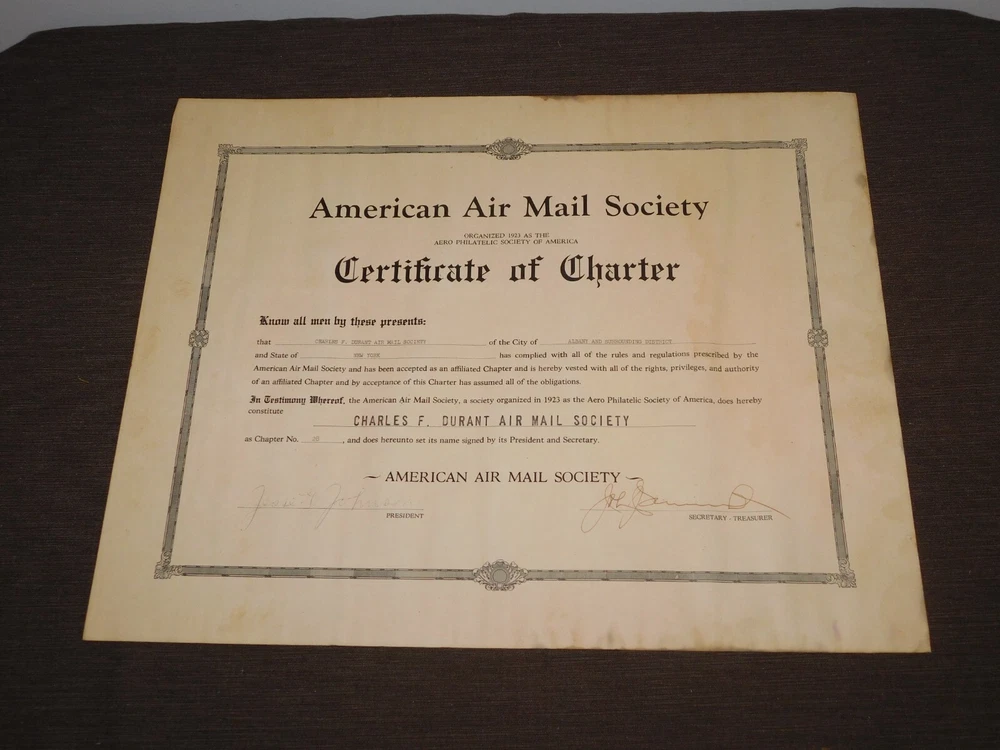 American Air Mail Society
ORGANIZED 1923 AS THE
AERO PHILATELIC SOCIETY OF AMERICA
Certificate of Charter
Know all men by these presents:
that CHARLES F. DURANT AIR MAIL SOCIETY of the City of ALBANY AND SURROUNDING DISTRICT
and State of NEW YORK has complied with all of the rules and regulations prescribed by the
American Air Mail Society and has been accepted as an affiliated Chapter and is hereby vested with all of the rights, privileges, and authority
of an affiliated Chapter and by acceptance of this Charter has assumed all of the obligations.
In Testimony Whereof, the American Air Mail Society, a society organized in 1923 as the Aero Philatelic Society of America, does hereby
constitute
CHARLES F. DURANT AIR MAIL SOCIETY
as Chapter No. , and does hereunto set its name signed by its President and Secretary.
~ AMERICAN AIR MAIL SOCIETY ~
PRESIDENT
SECRETARY - TREASURER